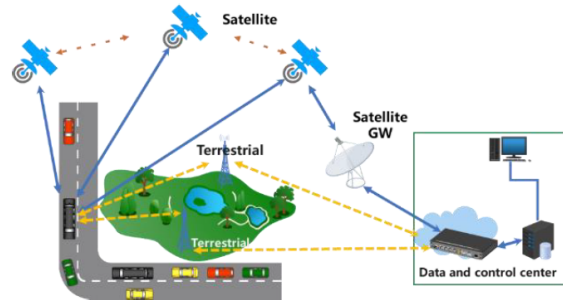 Satellite
Satellite
GW
Terrestrial
Terrestrial
Data and control center